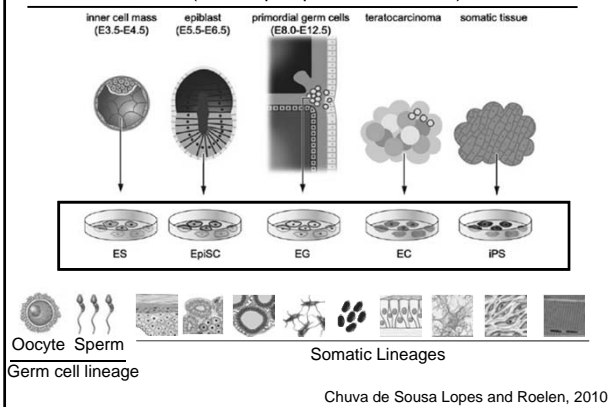 inner cell mass epiblast primordial germ cells teratocarcinoma somatic tissue
(E3.5-E4.5) (E5.5-E6.5) (E8.0-E12.5)
ES EpiSC EG EC iPS
Oocyte Sperm
Somatic Lineages
Germ cell lineage
Chuva de Sousa Lopes and Roelen, 2010